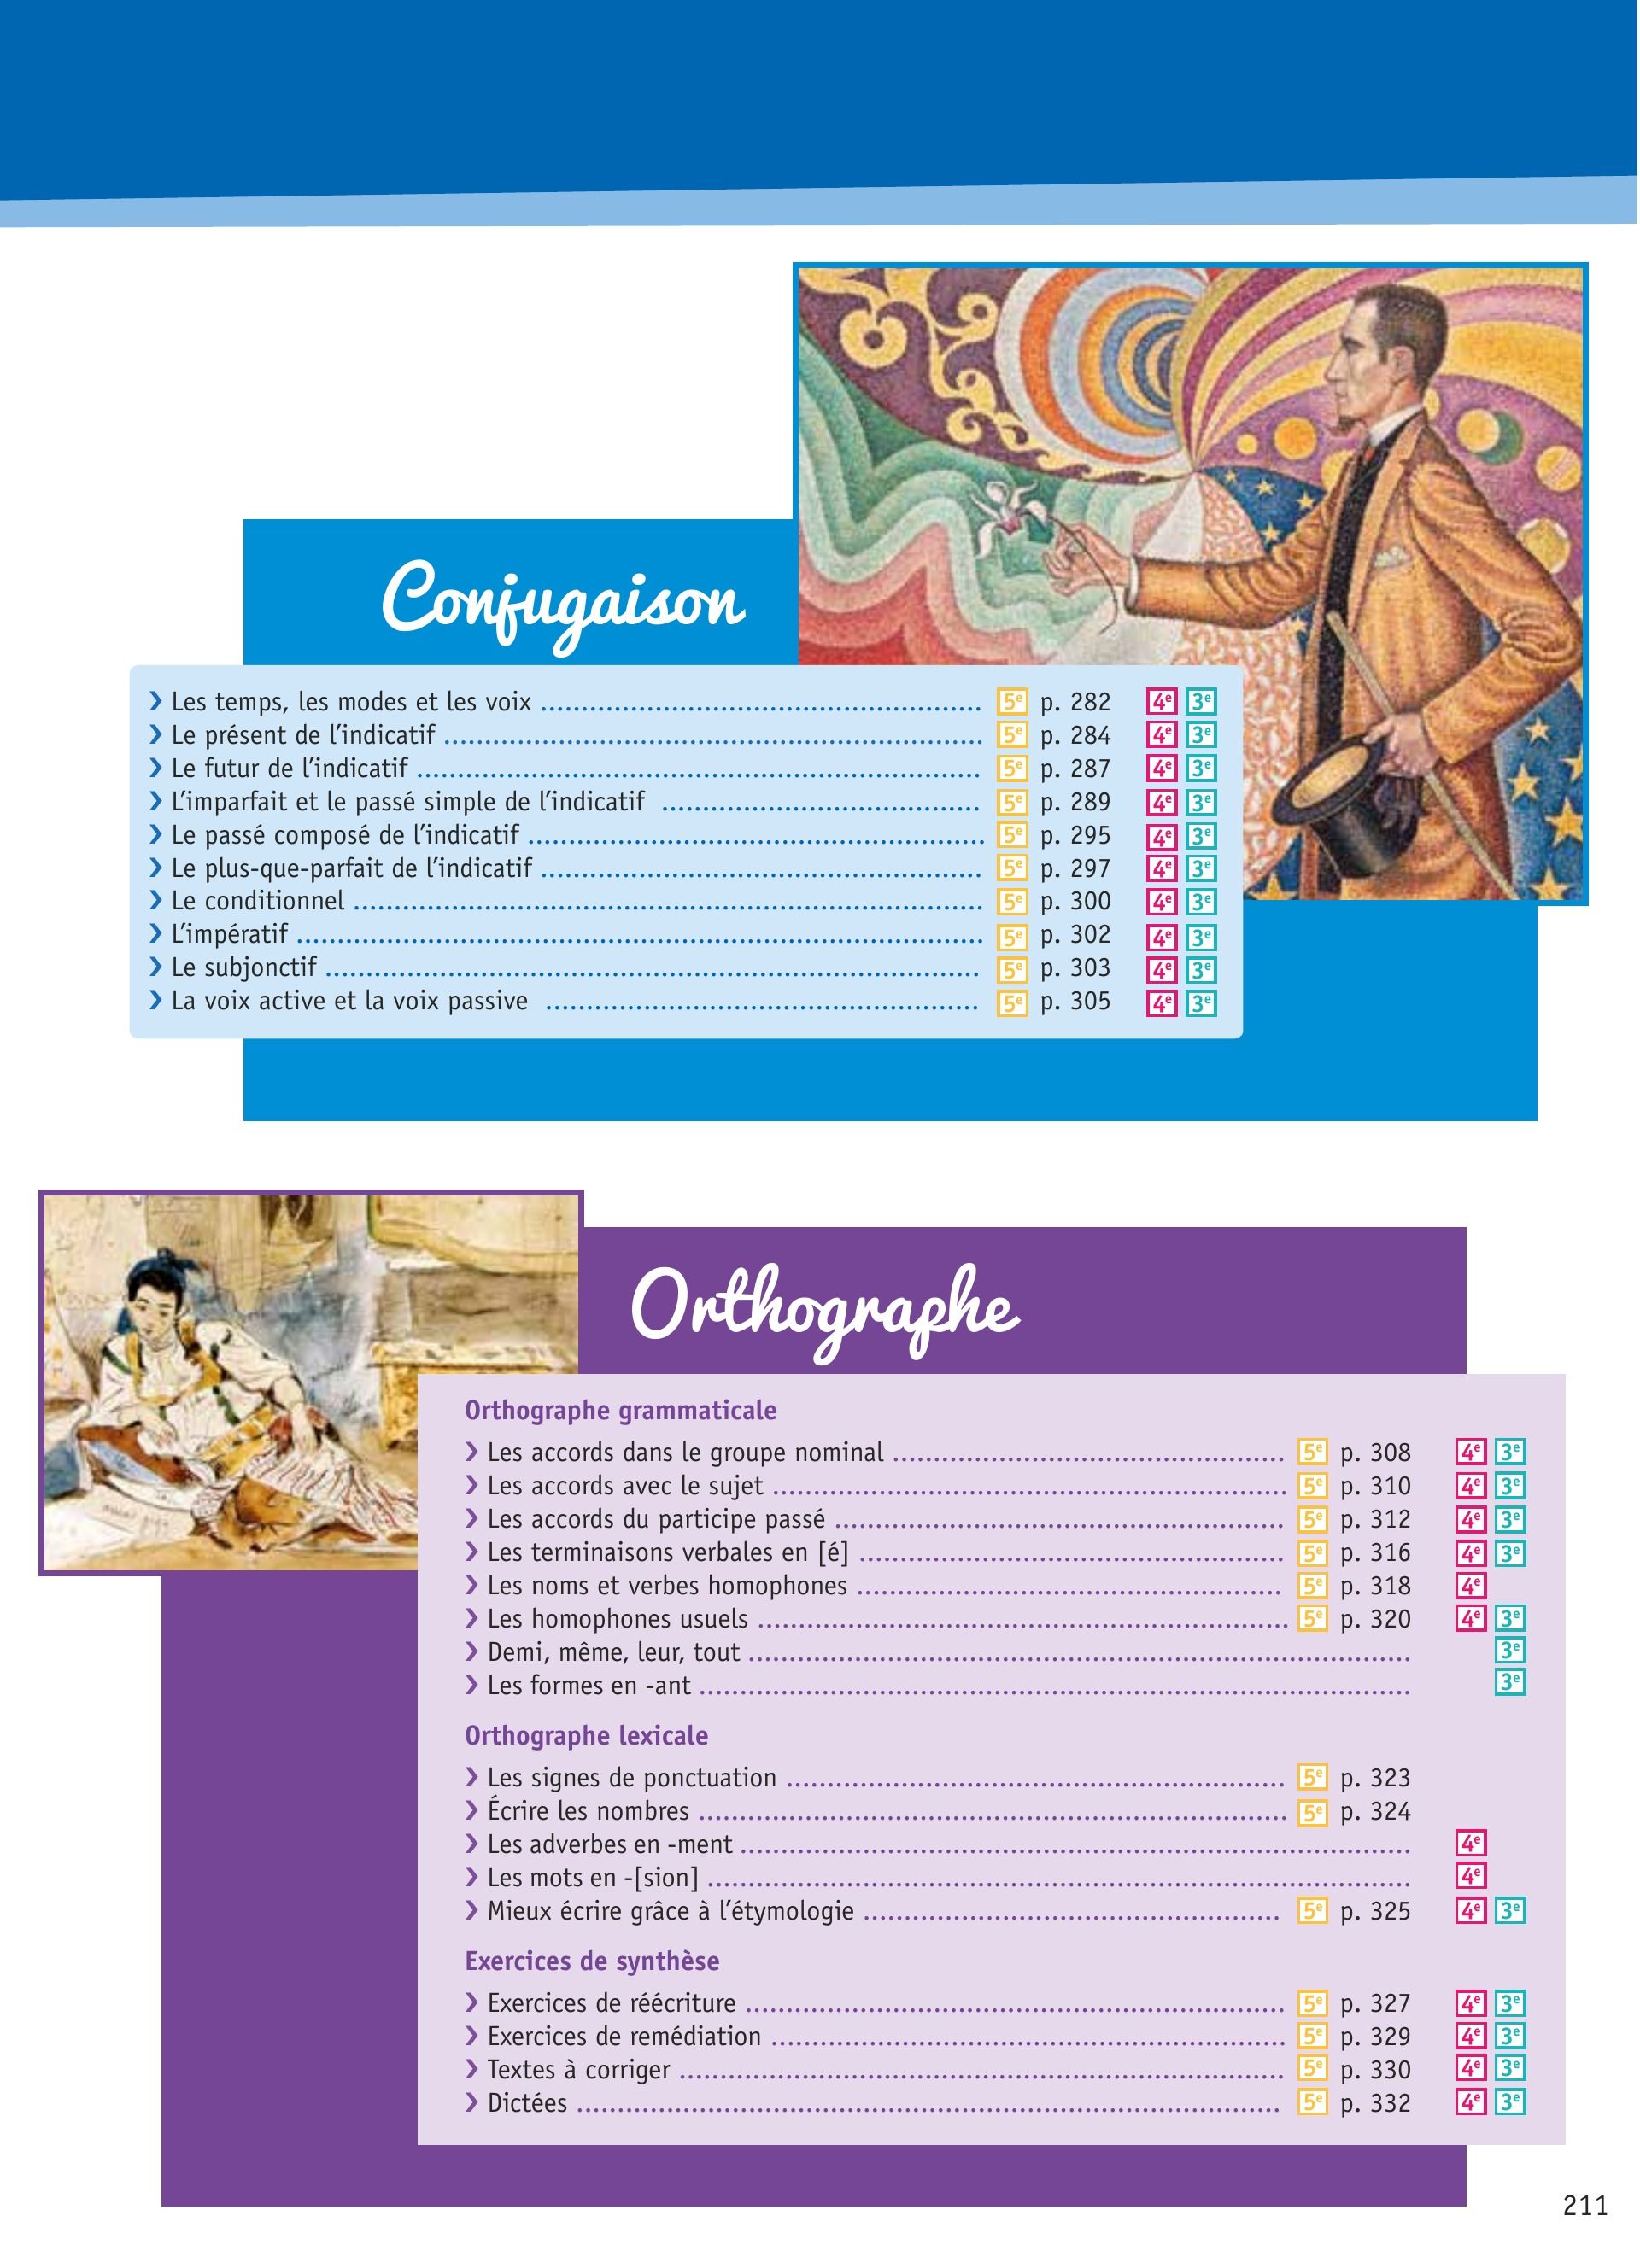 Conjugaison
❯ Les temps, les modes et les voix ........ 5e p. 282 4e 3e
❯ Le présent de l’indicatif ........ 5e p. 284 4e 3e
❯ Le futur de l’indicatif ........ 5e p. 287 4e 3e
❯ L’imparfait et le passé simple de l’indicatif ........ 5e p. 289 4e 3e
❯ Le passé composé de l’indicatif ........ 5e p. 295 4e 3e
❯ Le plus-que-parfait de l’indicatif ........ 5e p. 297 4e 3e
❯ Le conditionnel ........ 5e p. 300 4e 3e
❯ L’impératif ........ 5e p. 302 4e 3e
❯ Le subjonctif ........ 5e p. 303 4e 3e
❯ La voix active et la voix passive ........ 5e p. 305 4e 3e
Orthographe
Orthographe grammaticale
❯ Les accords dans le groupe nominal ........ 5e p. 308 4e 3e
❯ Les accords avec le sujet ........ 5e p. 310 4e 3e
❯ Les accords du participe passé ........ 5e p. 312 4e 3e
❯ Les terminaisons verbales en [é] ........ 5e p. 316 4e 3e
❯ Les noms et verbes homophones ........ 5e p. 318 4e
❯ Les homophones usuels ........ 5e p. 320 4e 3e
❯ Demi, même, leur, tout ........ 3e
❯ Les formes en -ant ........ 3e
Orthographe lexicale
❯ Les signes de ponctuation ........ 5e p. 323
❯ Écrire les nombres ........ 5e p. 324
❯ Les adverbes en -ment ........ 4e
❯ Les mots en -[sion] ........ 4e
❯ Mieux écrire grâce à l’étymologie ........ 5e p. 325 4e 3e
Exercices de synthèse
❯ Exercices de réécriture ........ 5e p. 327 4e 3e
❯ Exercices de remédiation ........ 5e p. 329 4e 3e
❯ Textes à corriger ........ 5e p. 330 4e 3e
❯ Dictées ........ 5e p. 332 4e 3e
211